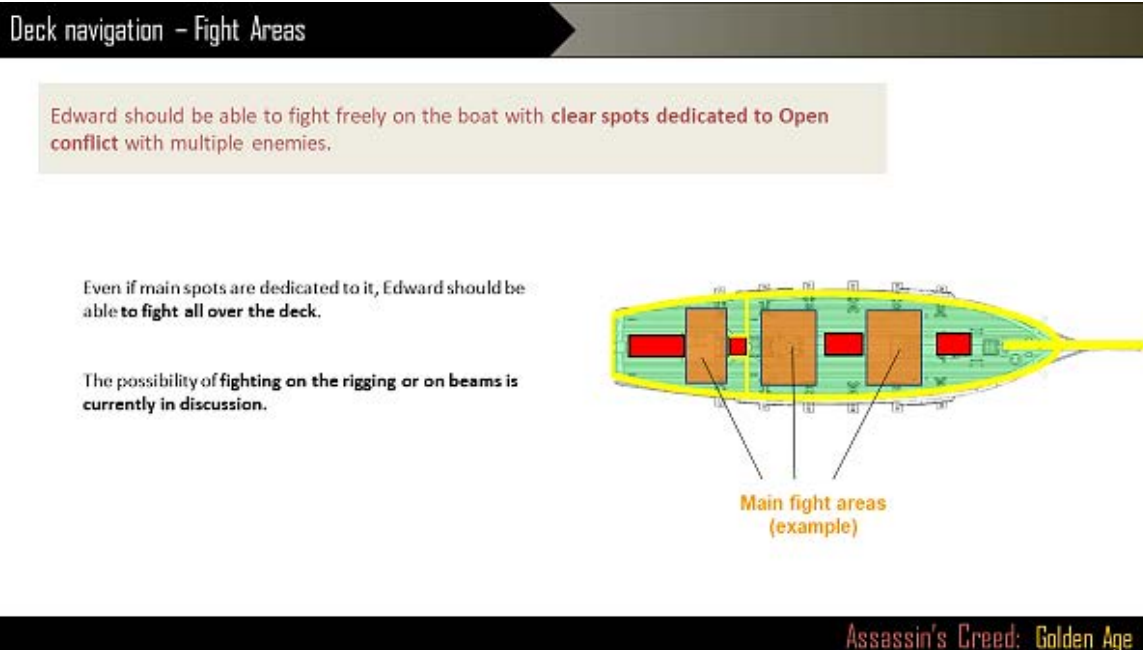 Deck navigation – Fight Areas
Edward should be able to fight freely on the boat with clear spots dedicated to Open
conflict with multiple enemies.
Even if main spots are dedicated to it, Edward should be
able to fight all over the deck.
The possibility of fighting on the rigging or on beams is
currently in discussion.
Main fight areas
(example)
Assassin's Creed: Golden Age